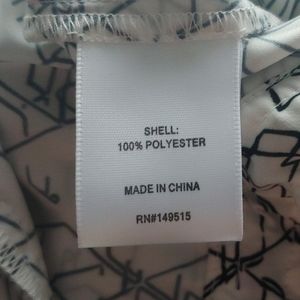 SHELL:
100% POLYESTER
MADE IN CHINA
RN#149515